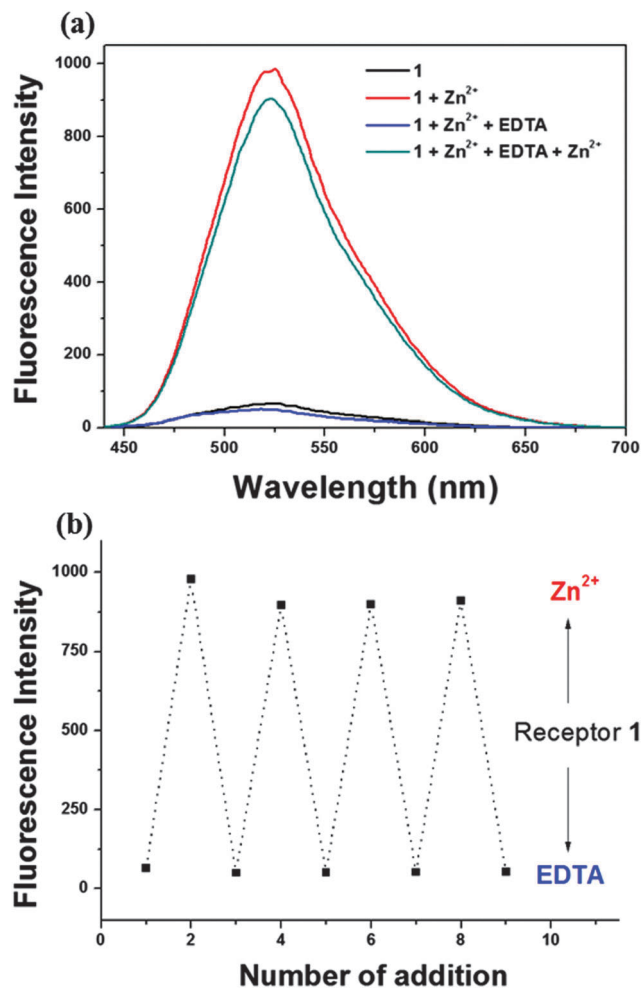 (a)
Fluorescence Intensity
1000
800
600
400
200
0
1
1 + Zn²⁺
1 + Zn²⁺ + EDTA
1 + Zn²⁺ + EDTA + Zn²⁺
450 500 550 600 650 700
Wavelength (nm)
(b)
Fluorescence Intensity
1000
750
500
250
0
Zn²⁺
Receptor 1
EDTA
0 2 4 6 8 10
Number of addition